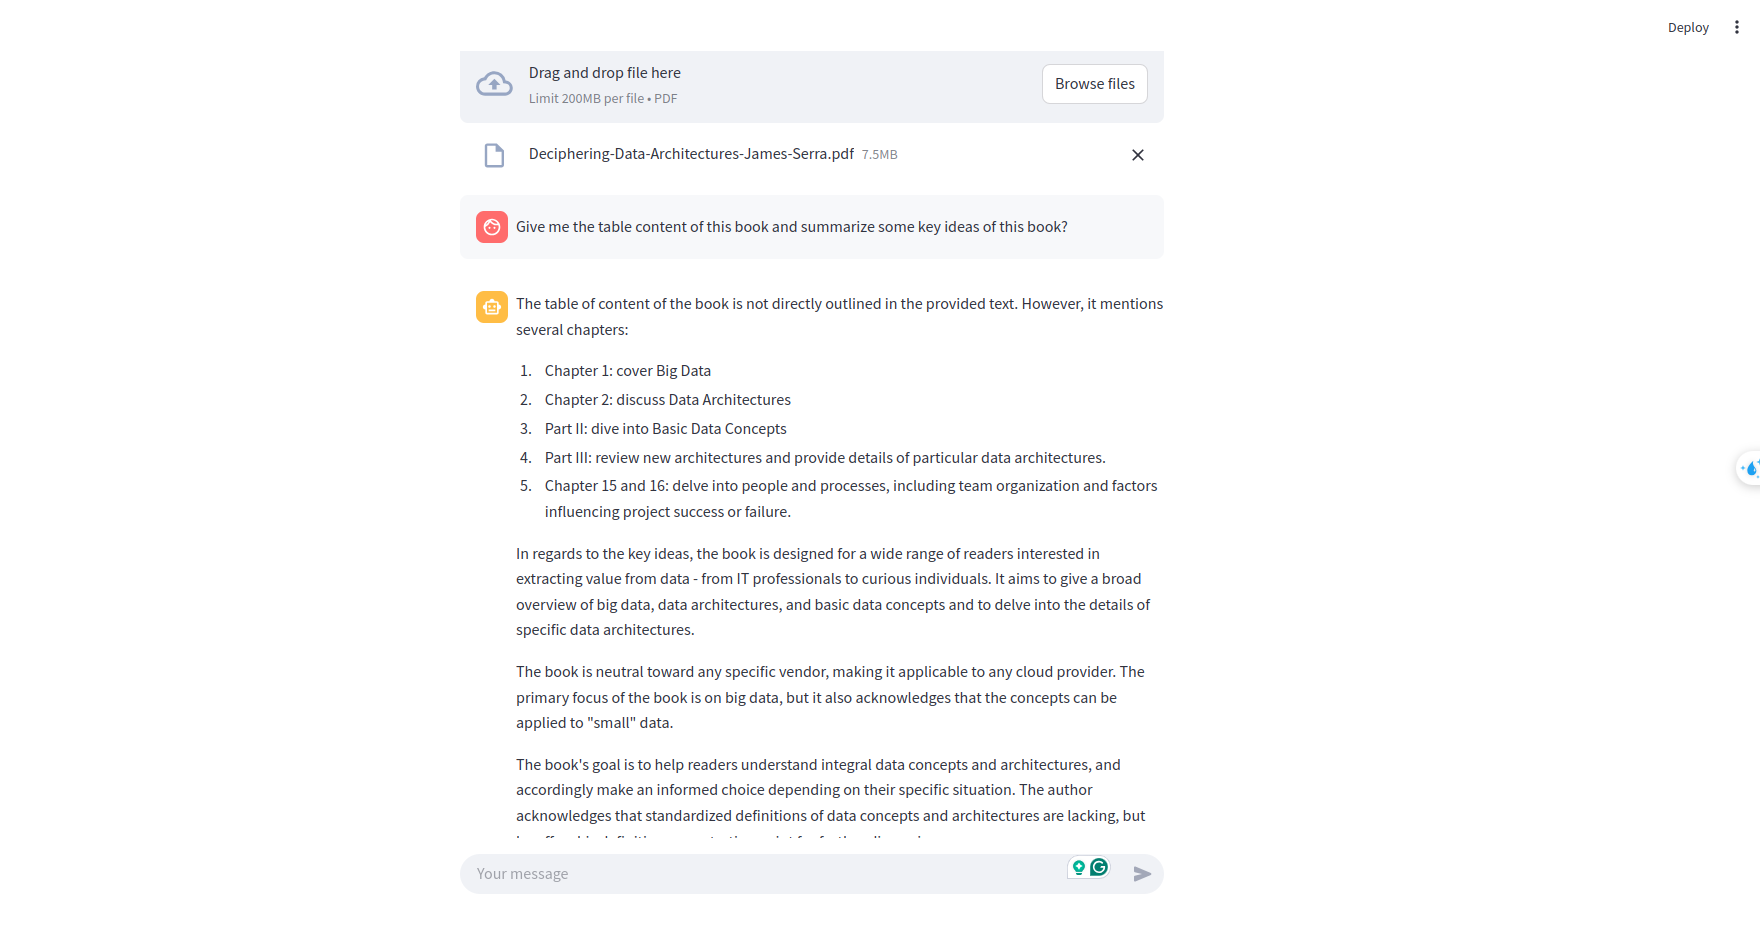 Deploy
Drag and drop file here
Limit 200MB per file • PDF
Browse files
Deciphering-Data-Architectures-James-Serra.pdf 7.5MB
Give me the table content of this book and summarize some key ideas of this book?
The table of content of the book is not directly outlined in the provided text. However, it mentions
several chapters:
1. Chapter 1: cover Big Data
2. Chapter 2: discuss Data Architectures
3. Part II: dive into Basic Data Concepts
4. Part III: review new architectures and provide details of particular data architectures.
5. Chapter 15 and 16: delve into people and processes, including team organization and factors
influencing project success or failure.
In regards to the key ideas, the book is designed for a wide range of readers interested in
extracting value from data - from IT professionals to curious individuals. It aims to give a broad
overview of big data, data architectures, and basic data concepts and to delve into the details of
specific data architectures.
The book is neutral toward any specific vendor, making it applicable to any cloud provider. The
primary focus of the book is on big data, but it also acknowledges that the concepts can be
applied to "small" data.
The book's goal is to help readers understand integral data concepts and architectures, and
accordingly make an informed choice depending on their specific situation. The author
acknowledges that standardized definitions of data concepts and architectures are lacking, but
Your message